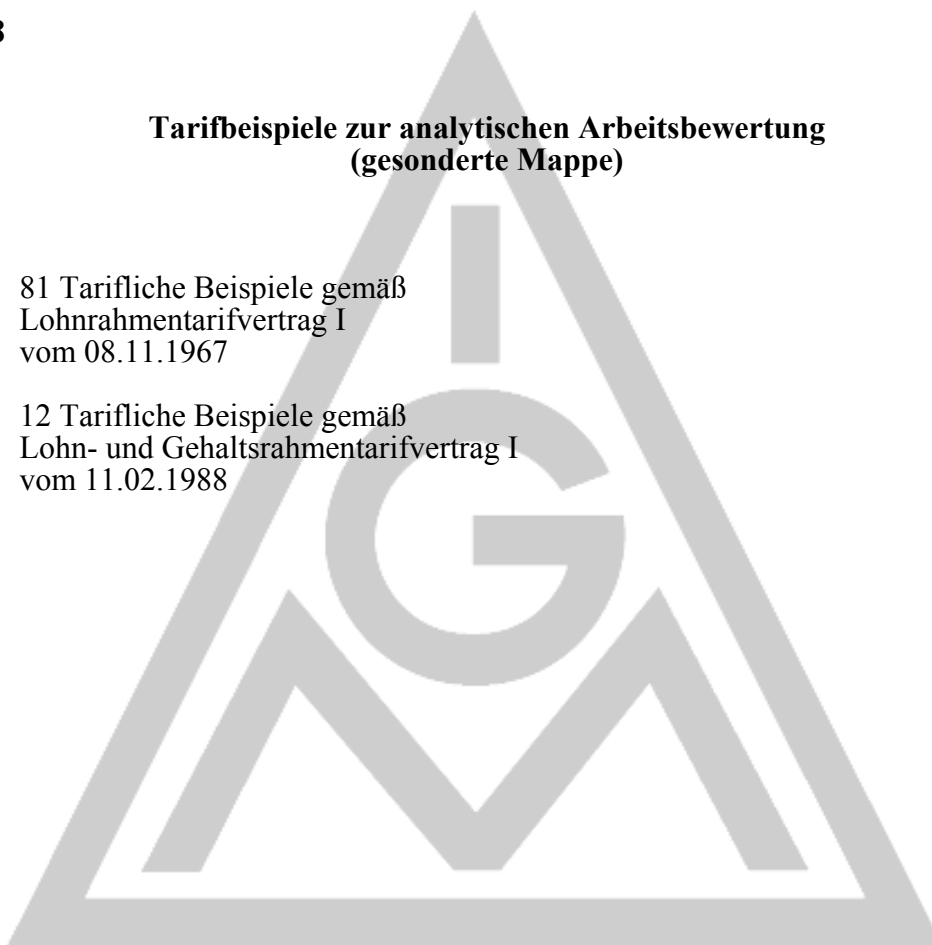 3
Tarifbeispiele zur analytischen Arbeitsbewertung
(gesonderte Mappe)
81 Tarifliche Beispiele gemäß
Lohnrahmentarifvertrag I
vom 08.11.1967
12 Tarifliche Beispiele gemäß
Lohn- und Gehaltsrahmentarifvertrag I
vom 11.02.1988
I
G
M